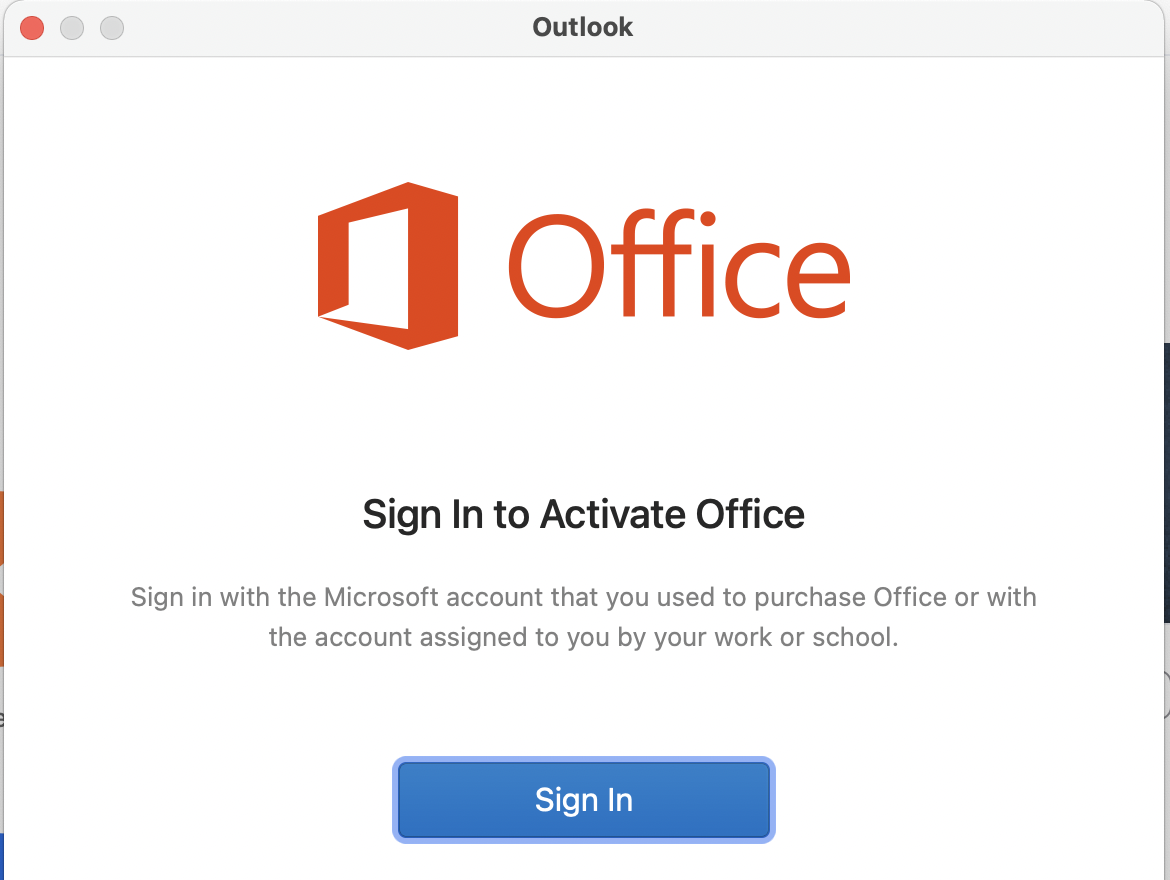 Outlook
Office
Sign In to Activate Office
Sign in with the Microsoft account that you used to purchase Office or with
the account assigned to you by your work or school.
Sign In